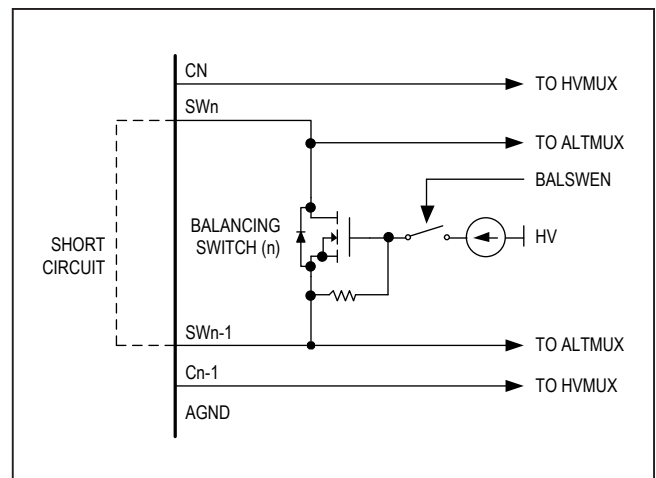 CN
TO HVMUX
SWn
TO ALTMUX
BALSWEN
BALANCING
SWITCH (n)
HV
SHORT
CIRCUIT
SWn-1
TO ALTMUX
Cn-1
TO HVMUX
AGND